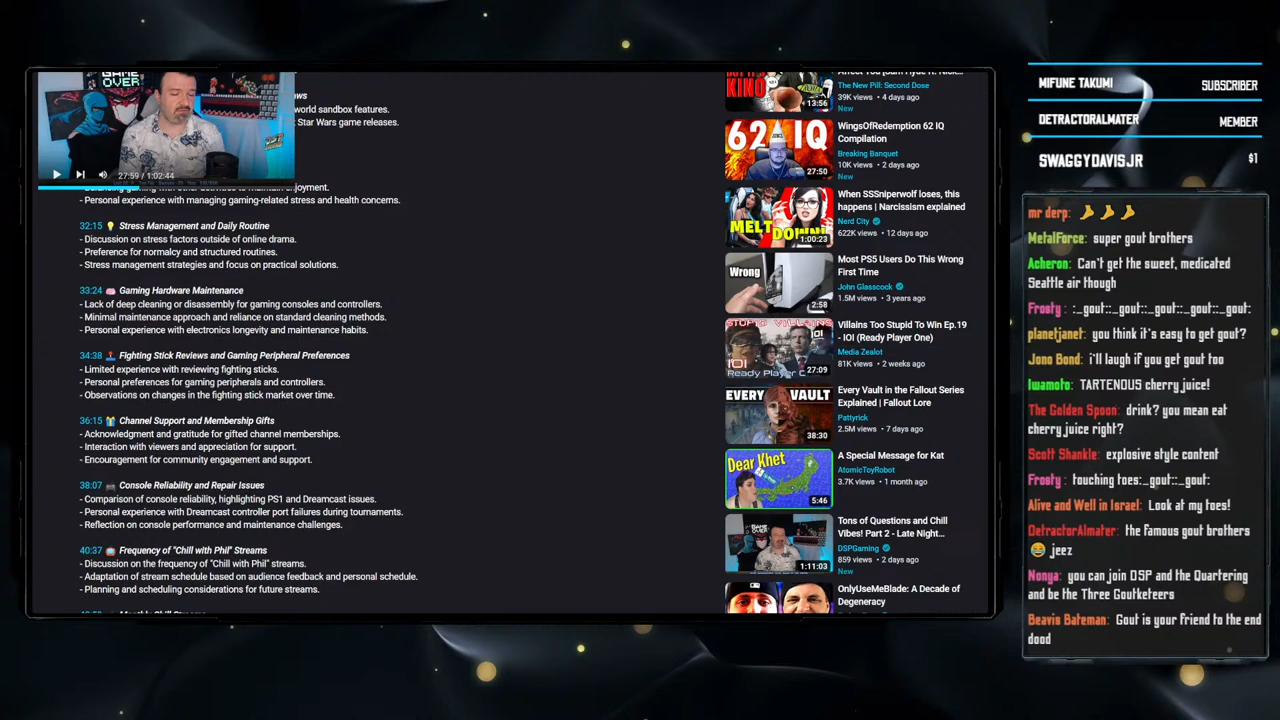 GAME
OVER
ws
world sandbox features.
Star Wars game releases.
27:59 / 1:02:44
- Balancing gaming with other activities to maintain enjoyment.
- Personal experience with managing gaming-related stress and health concerns.
32:15 💡 Stress Management and Daily Routine
- Discussion on stress factors outside of online drama.
- Preference for normalcy and structured routines.
- Stress management strategies and focus on practical solutions.
33:24 🧠 Gaming Hardware Maintenance
- Lack of deep cleaning or disassembly for gaming consoles and controllers.
- Minimal maintenance approach and reliance on standard cleaning methods.
- Personal experience with electronics longevity and maintenance habits.
34:38 🕹️ Fighting Stick Reviews and Gaming Peripheral Preferences
- Limited experience with reviewing fighting sticks.
- Personal preferences for gaming peripherals and controllers.
- Observations on changes in the fighting stick market over time.
36:15 🎁 Channel Support and Membership Gifts
- Acknowledgment and gratitude for gifted channel memberships.
- Interaction with viewers and appreciation for support.
- Encouragement for community engagement and support.
38:07 🎮 Console Reliability and Repair Issues
- Comparison of console reliability, highlighting PS1 and Dreamcast issues.
- Personal experience with Dreamcast controller port failures during tournaments.
- Reflection on console performance and maintenance challenges.
40:37 📺 Frequency of "Chill with Phil" Streams
- Discussion on the frequency of "Chill with Phil" streams.
- Adaptation of stream schedule based on audience feedback and personal schedule.
- Planning and scheduling considerations for future streams.
KINO
13:56
The New Pill: Second Dose
39K views • 4 days ago
New
62 IQ
27:50
WingsOfRedemption 62 IQ
Compilation
Breaking Banquet
10K views • 2 days ago
New
MELT
DOWN!
1:00:23
When SSSniperwolf loses, this
happens | Narcissism explained
Nerd City
622K views • 12 days ago
Wrong
2:58
Most PS5 Users Do This Wrong
First Time
John Glasscock
1.5M views • 3 years ago
STUPID VILLAINS
IOI
Ready Player
27:09
Villains Too Stupid To Win Ep.19
- IOI (Ready Player One)
Media Zealot
81K views • 2 weeks ago
EVERY VAULT
38:30
Every Vault in the Fallout Series
Explained | Fallout Lore
Pattyrick
2.5M views • 7 days ago
Dear Khet
5:46
A Special Message for Kat
AtomicToyRobot
3.7K views • 1 month ago
1:11:03
Tons of Questions and Chill
Vibes! Part 2 - Late Night...
DSPGaming
859 views • 2 days ago
New
OnlyUseMeBlade: A Decade of
Degeneracy
MIFUNE TAKUMI SUBSCRIBER
DETRACTORALMATER MEMBER
SWAGGYDAVISJR $1
mr derp: 🦶 🦶 🦶
MetalForce: super gout brothers
Acheron: Can't get the sweet, medicated
Seattle air though
Frosty : :_gout::_gout::_gout::_gout::_gout:
planetjanet: you think it's easy to get gout?
Jono Bond: i'll laugh if you get gout too
Iwamoto: TARTENOUS cherry juice!
The Golden Spoon: drink? you mean eat
cherry juice right?
Scott Shankle: explosive style content
Frosty : touching toes:_gout::_gout:
Alive and Well in Israel: Look at my toes!
DetractorAlmater: the famous gout brothers
😂 jeez
Nonya: you can join DSP and the Quartering
and be the Three Goutketeers
Beavis Bateman: Gout is your friend to the end
dood